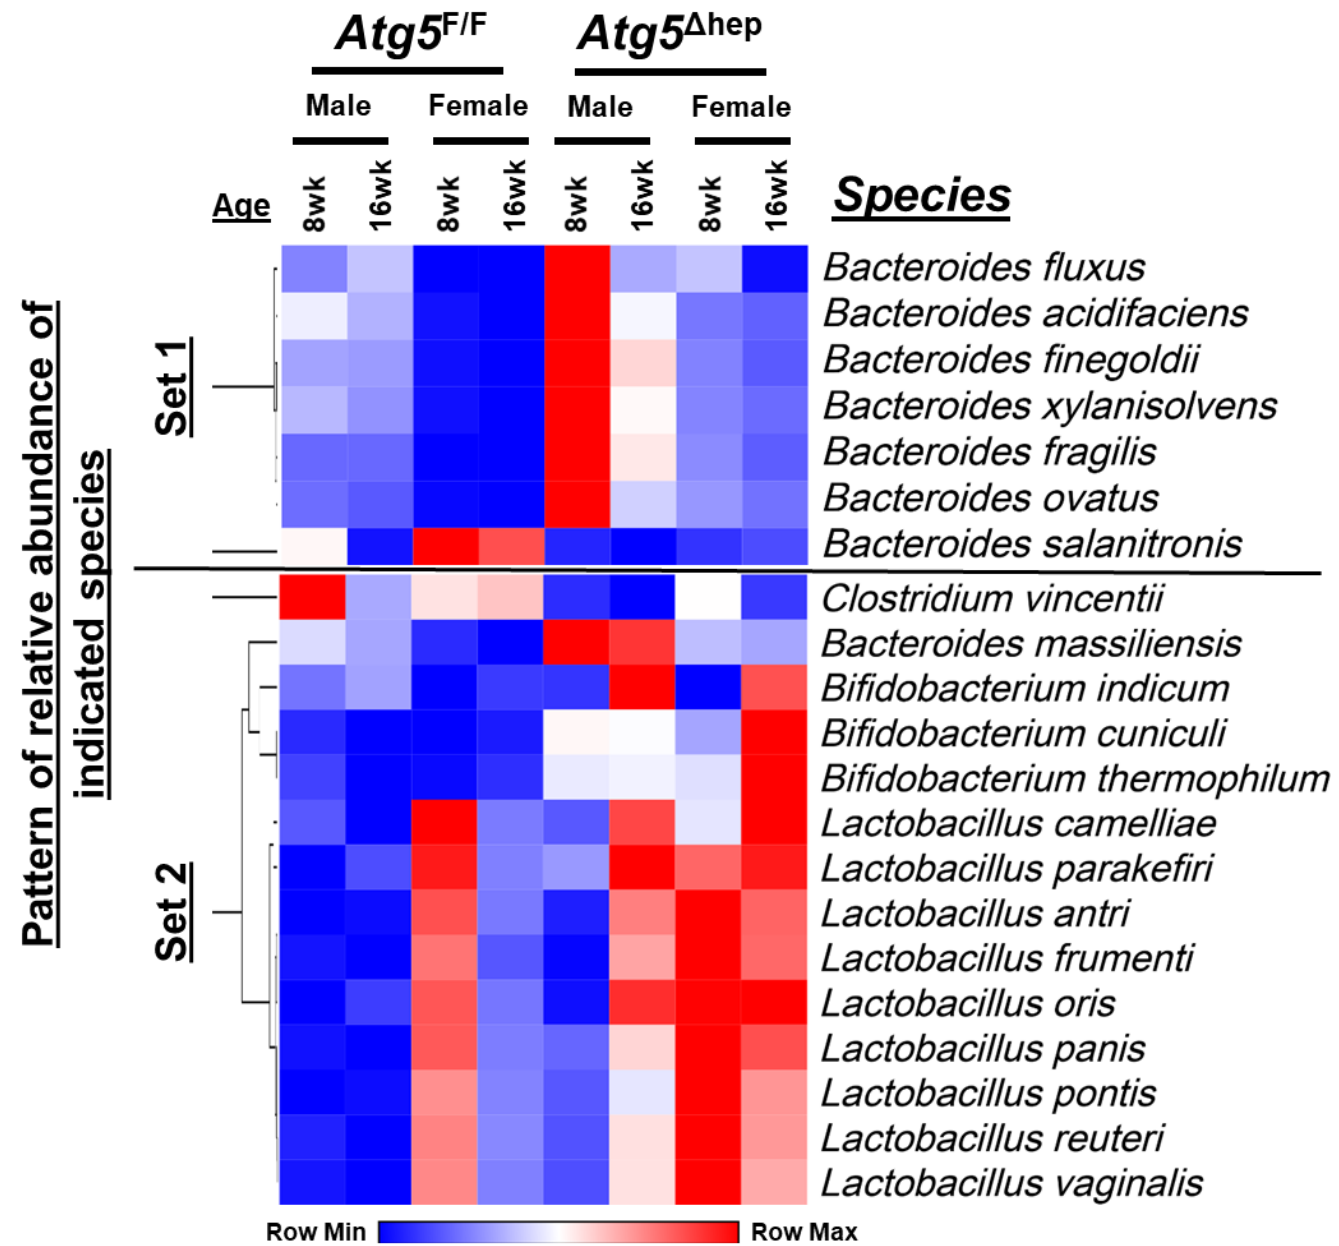 Atg5F/F Atg5Δhep
Male Female Male Female
Age 8wk 16wk 8wk 16wk 8wk 16wk 8wk 16wk Species
Pattern of relative abundance of
indicated species
Set 1
Bacteroides fluxus
Bacteroides acidifaciens
Bacteroides finegoldii
Bacteroides xylanisolvens
Bacteroides fragilis
Bacteroides ovatus
Bacteroides salanitronis
Set 2
Clostridium vincentii
Bacteroides massiliensis
Bifidobacterium indicum
Bifidobacterium cuniculi
Bifidobacterium thermophilum
Lactobacillus camelliae
Lactobacillus parakefiri
Lactobacillus antri
Lactobacillus frumenti
Lactobacillus oris
Lactobacillus panis
Lactobacillus pontis
Lactobacillus reuteri
Lactobacillus vaginalis
Row Min Row Max